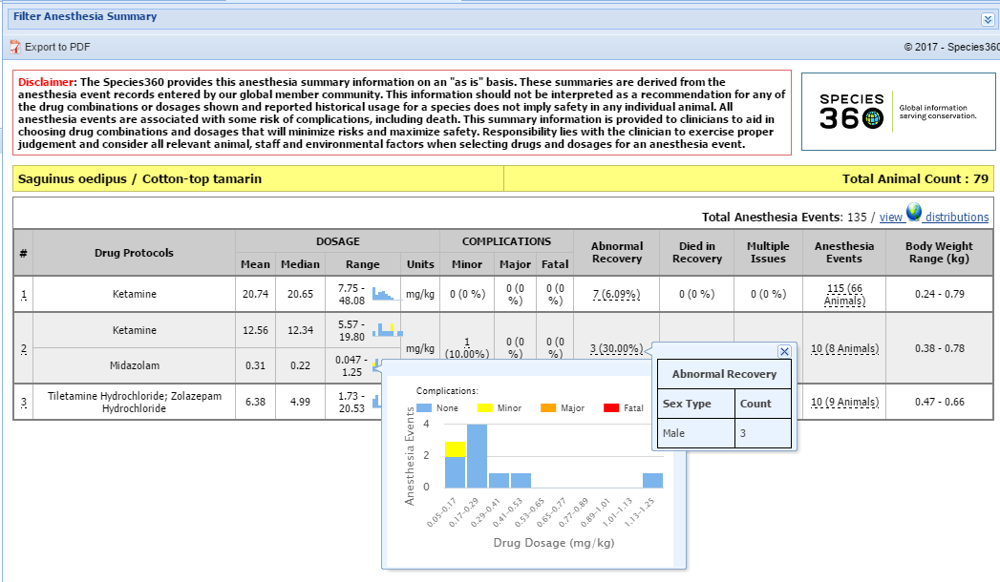 Filter Anesthesia Summary
Export to PDF
© 2017 - Species360
Disclaimer: The Species360 provides this anesthesia summary information on an "as is" basis. These summaries are derived from the
anesthesia event records entered by our global member community. This information should not be interpreted as a recommendation for any of
the drug combinations or dosages shown and reported historical usage for a species does not imply safety in any individual animal. All
anesthesia events are associated with some risk of complications, including death. This summary information is provided to clinicians to aid in
choosing drug combinations and dosages that will minimize risks and maximize safety. Responsibility lies with the clinician to exercise proper
judgement and consider all relevant animal, staff and environmental factors when selecting drugs and dosages for an anesthesia event.
SPECIES
360
Global information
serving conservation.
Saguinus oedipus / Cotton-top tamarin
Total Animal Count : 79
Total Anesthesia Events: 135 / view distributions
# Drug Protocols DOSAGE COMPLICATIONS Abnormal Recovery Died in Recovery Multiple Issues Anesthesia Events Body Weight Range (kg)
Mean Median Range Units Minor Major Fatal
1 Ketamine 20.74 20.65 7.75 - 48.08 mg/kg 0 (0 %) 0 (0 %) 0 (0 %) 7 (6.09%) 0 (0 %) 0 (0 %) 115 (66 Animals) 0.24 - 0.79
2 Ketamine 12.56 12.34 5.57 - 19.80 mg/kg 1 (10.00%) 0 (0 %) 0 (0 %) 3 (30.00%) 10 (8 Animals) 0.38 - 0.78
Midazolam 0.31 0.22 0.047 - 1.25
3 Tiletamine Hydrochloride; Zolazepam Hydrochloride 6.38 4.99 1.73 - 20.53 10 (9 Animals) 0.47 - 0.66
Abnormal Recovery
Sex Type Count
Male 3
Complications:
None Minor Major Fatal
Anesthesia Events
4
2
0
0.05-0.17 0.17-0.29 0.29-0.41 0.41-0.53 0.53-0.65 0.65-0.77 0.77-0.89 0.89-1.01 1.01-1.13 1.13-1.25
Drug Dosage (mg/kg)